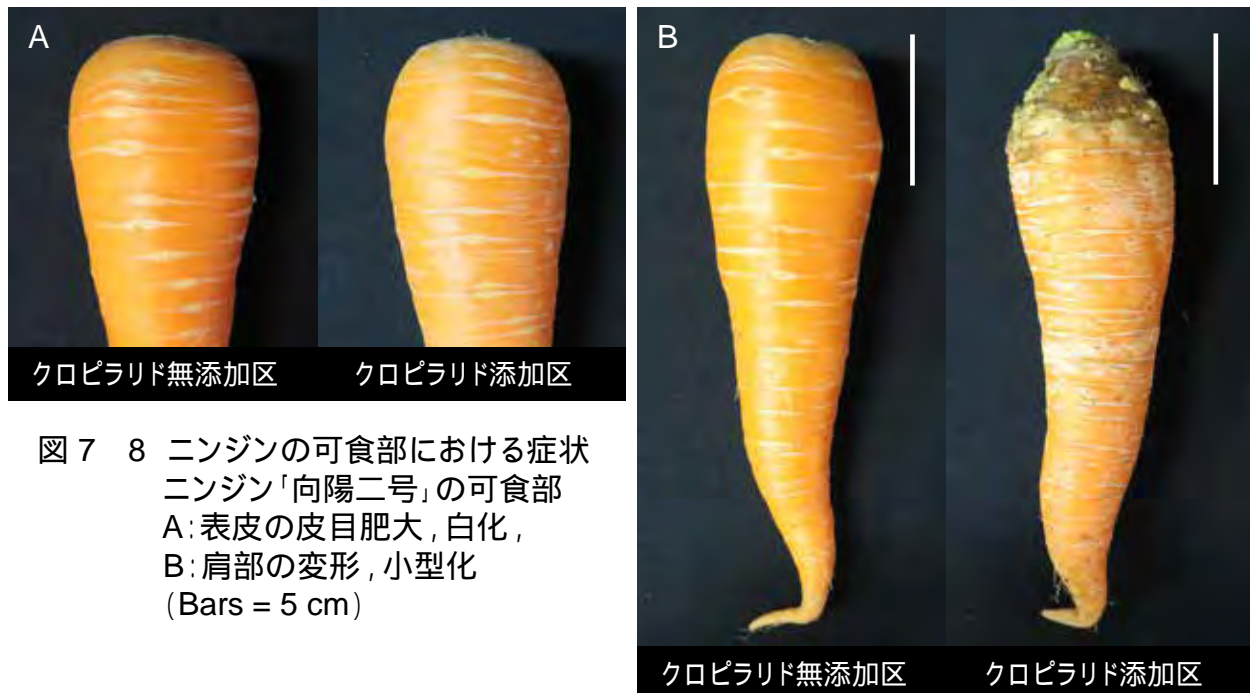 A
クロピラリド無添加区 クロピラリド添加区
図7 8 ニンジンの可食部における症状
ニンジン「向陽二号」の可食部
A:表皮の皮目肥大,白化,
B:肩部の変形,小型化
(Bars = 5 cm)
B
クロピラリド無添加区 クロピラリド添加区